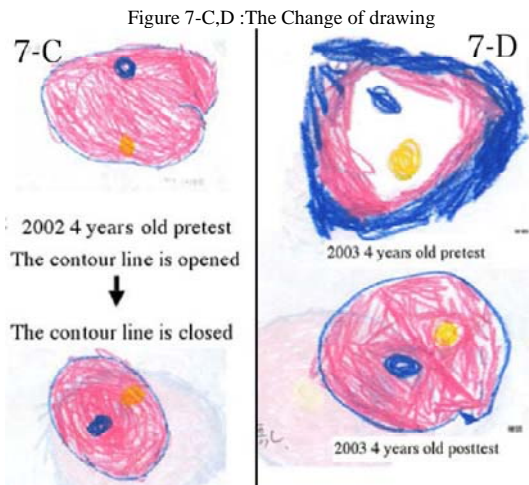 Figure 7-C,D :The Change of drawing
7-C
2002 4 years old pretest
The contour line is opened
The contour line is closed
7-D
2003 4 years old pretest
2003 4 years old posttest